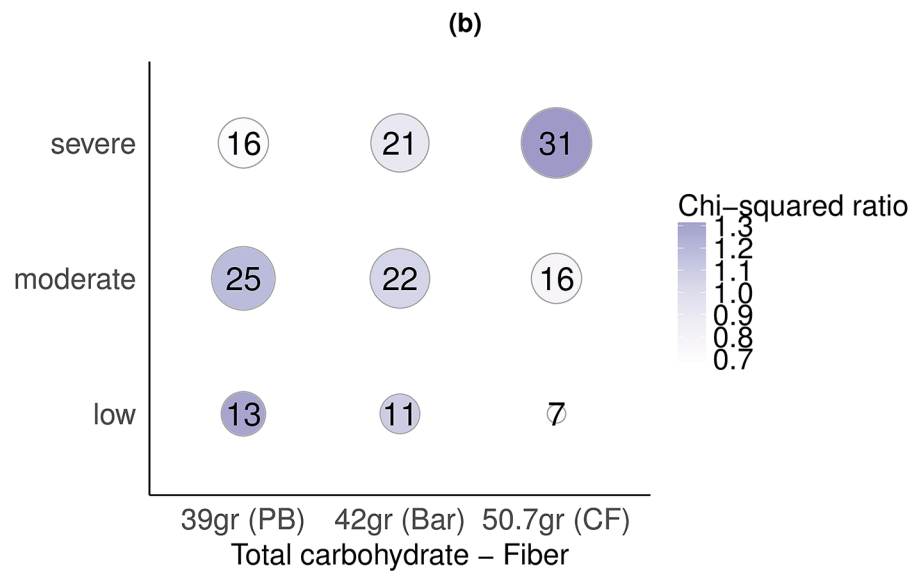 (b)
severe
16
21
31
Chi−squared ratio
1.3
1.2
1.1
1.0
0.9
0.8
0.7
moderate
25
22
16
low
13
11
7
39gr (PB)
42gr (Bar)
50.7gr (CF)
Total carbohydrate − Fiber